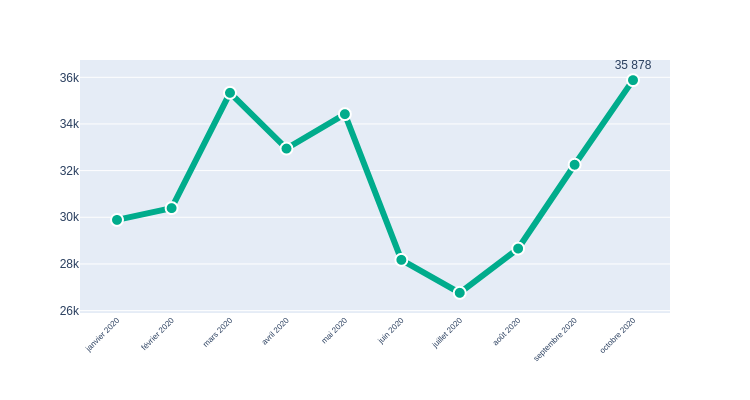 35 878
36k
34k
32k
30k
28k
26k
janvier 2020
février 2020
mars 2020
avril 2020
mai 2020
juin 2020
juillet 2020
août 2020
septembre 2020
octobre 2020